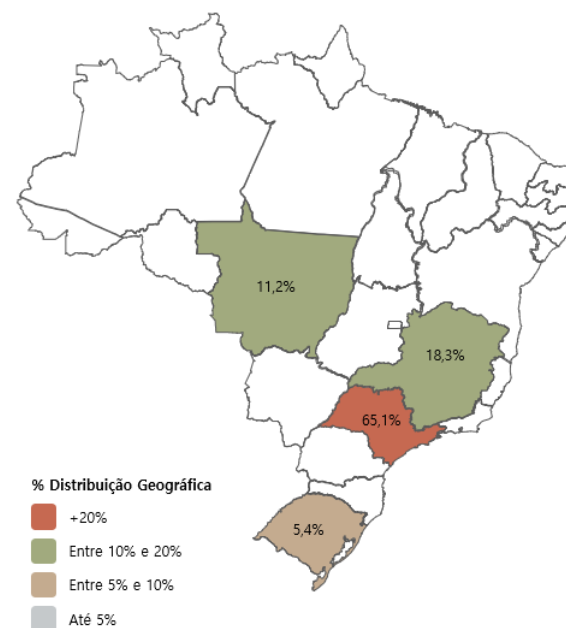 11,2%
18,3%
65,1%
5,4%
% Distribuição Geográfica
+20%
Entre 10% e 20%
Entre 5% e 10%
Até 5%